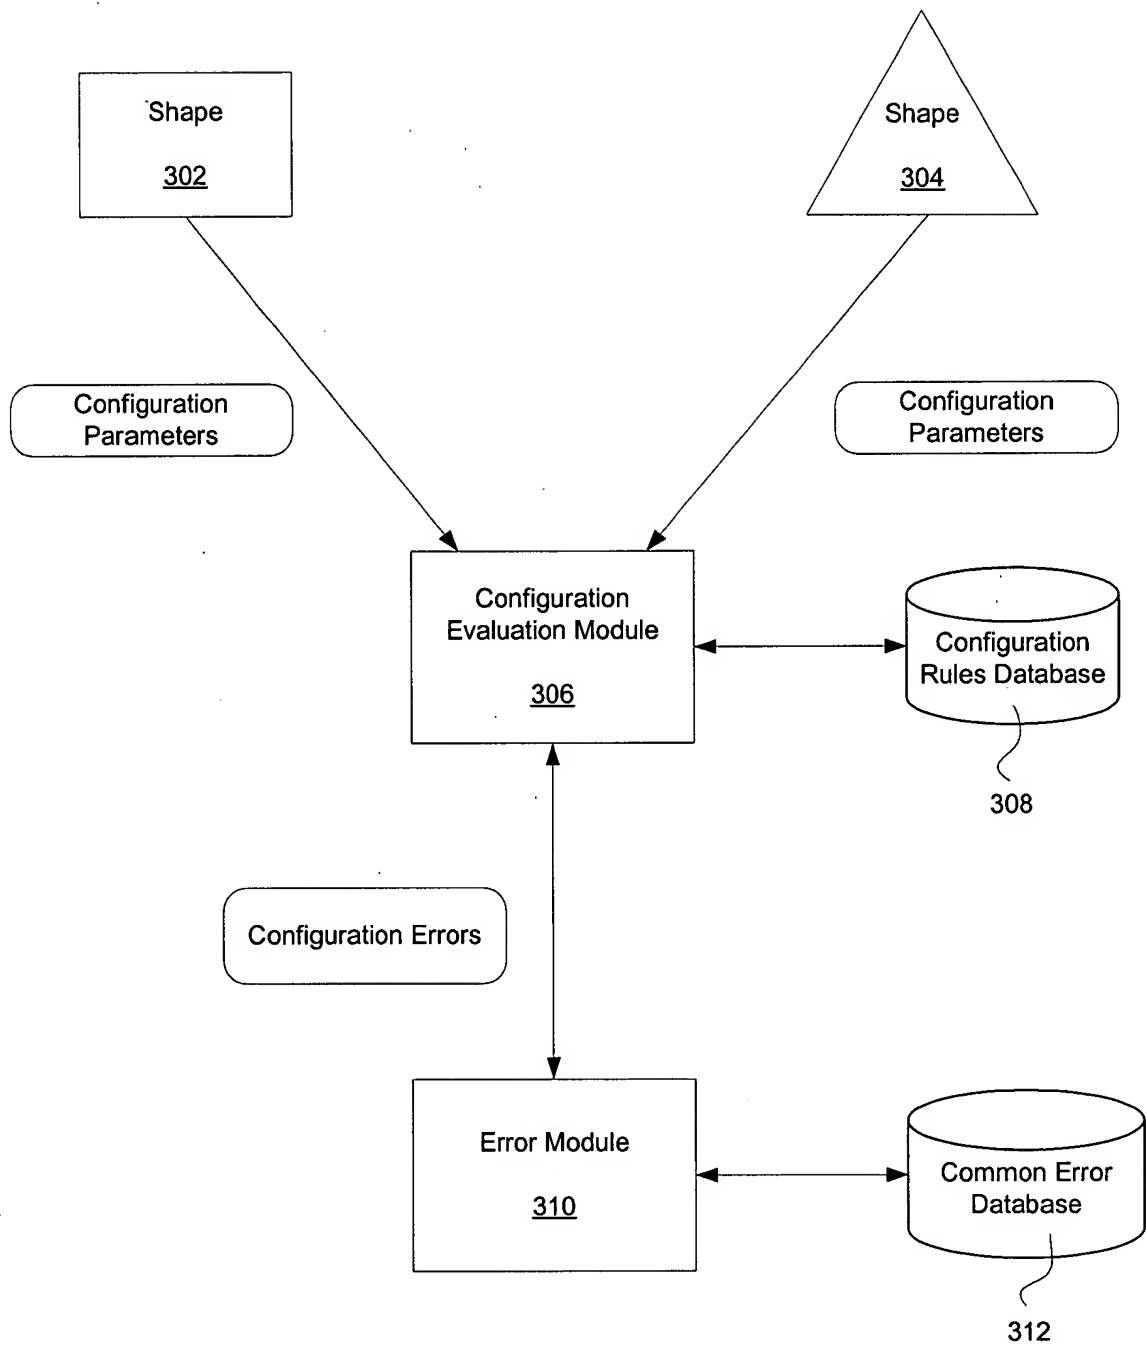 Shape
302
Shape
304
Configuration
Parameters
Configuration
Parameters
Configuration
Evaluation Module
306
Configuration
Rules Database
308
Configuration Errors
Error Module
310
Common Error
Database
312